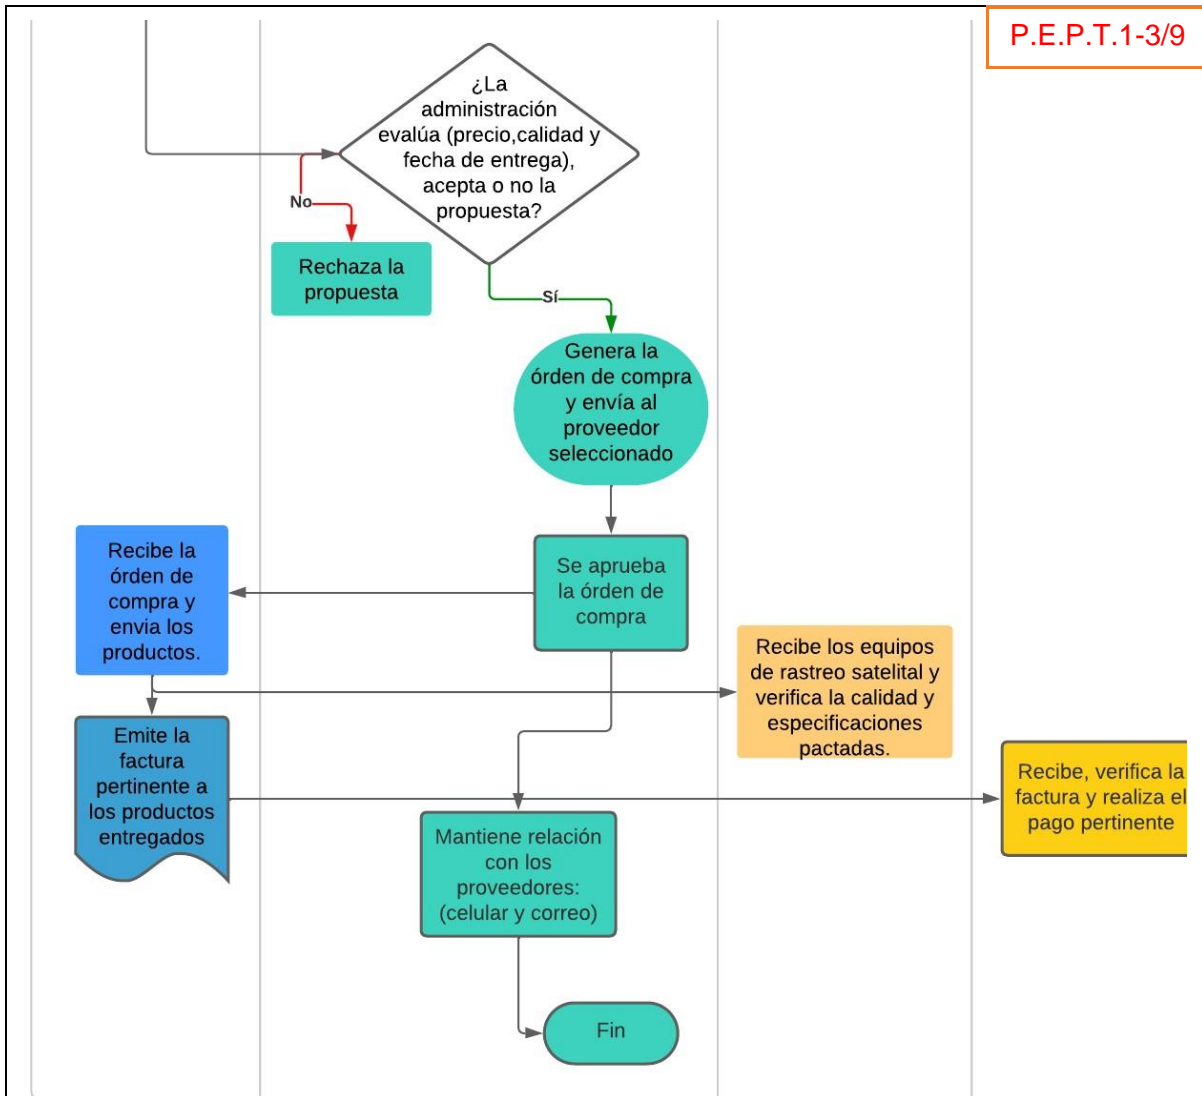 P.E.P.T.1-3/9
¿La
administración
evalúa (precio,calidad y
fecha de entrega),
acepta o no la
propuesta?
No
Rechaza la
propuesta
Sí
Genera la
órden de compra
y envía al
proveedor
seleccionado
Recibe la
órden de
compra y
envia los
productos.
Se aprueba
la órden de
compra
Recibe los equipos
de rastreo satelital y
verifica la calidad y
especificaciones
pactadas.
Emite la
factura
pertinente a
los productos
entregados
Recibe, verifica la
factura y realiza el
pago pertinente
Mantiene relación
con los
proveedores:
(celular y correo)
Fin